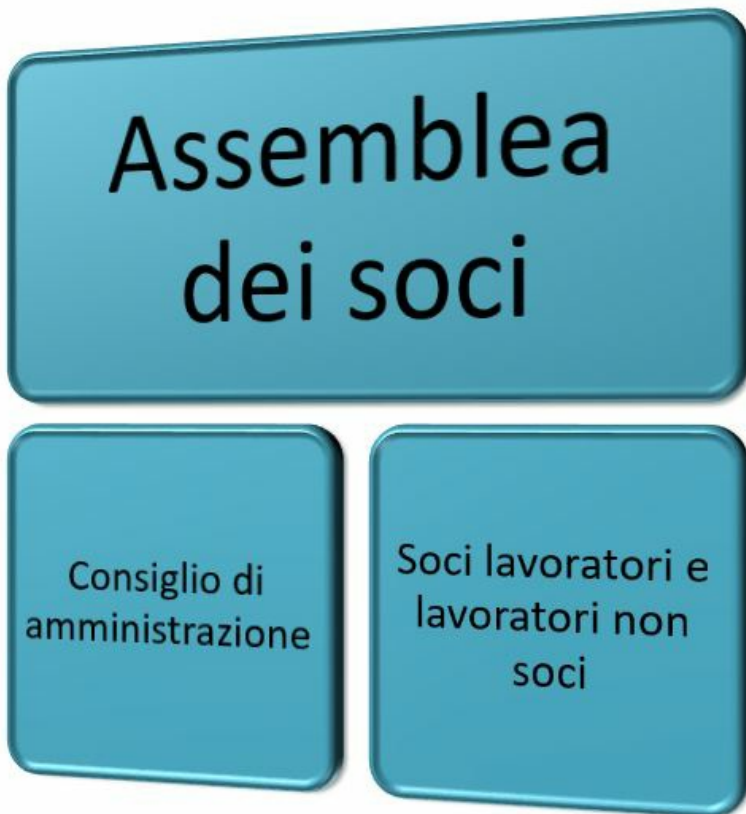 Assemblea
dei soci
Consiglio di
amministrazione
Soci lavoratori e
lavoratori non
soci